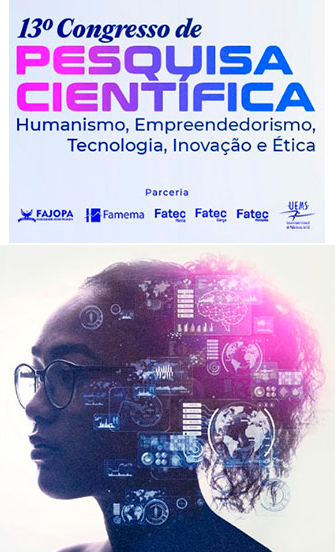 13º Congresso de
PESQUISA
CIENTÍFICA
Humanismo, Empreendedorismo,
Tecnologia, Inovação e Ética
Parceria
FAJOPA Famema Fatec Fatec Fatec UEMS